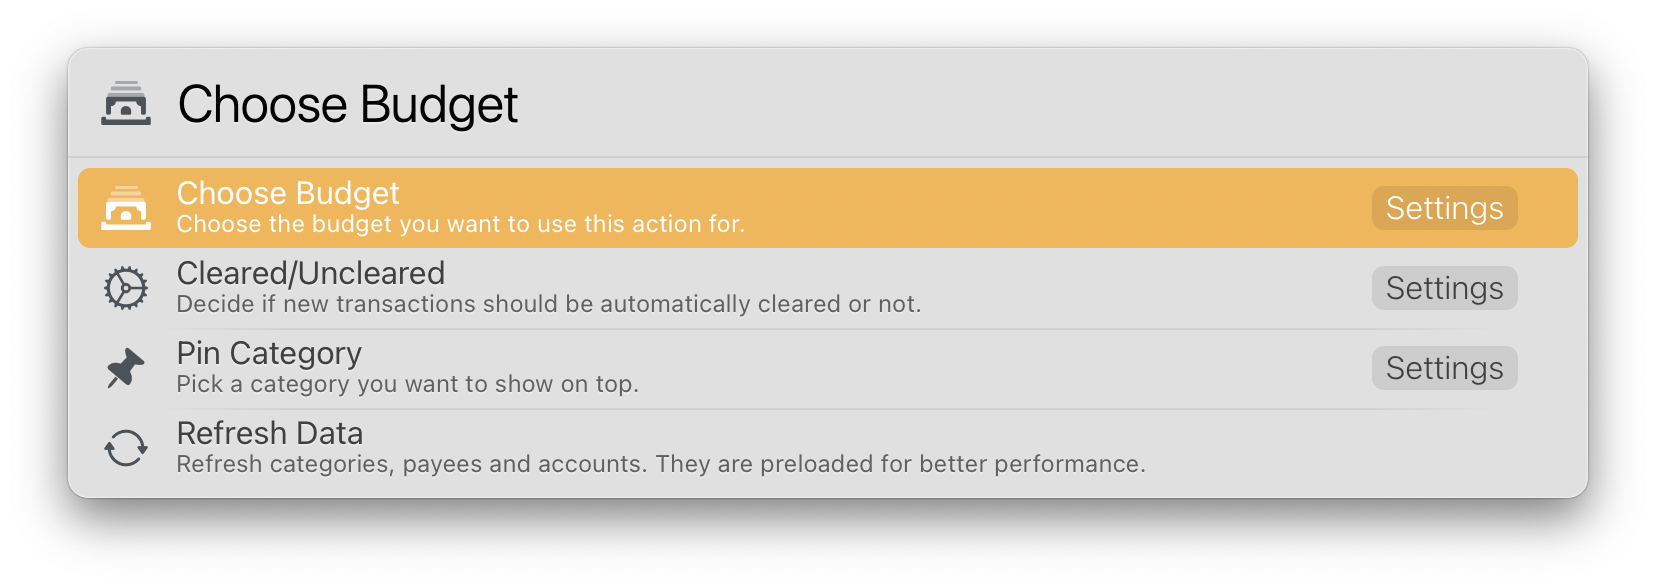 Choose Budget
Choose Budget
Choose the budget you want to use this action for.
Settings
Cleared/Uncleared
Decide if new transactions should be automatically cleared or not.
Settings
Pin Category
Pick a category you want to show on top.
Settings
Refresh Data
Refresh categories, payees and accounts. They are preloaded for better performance.